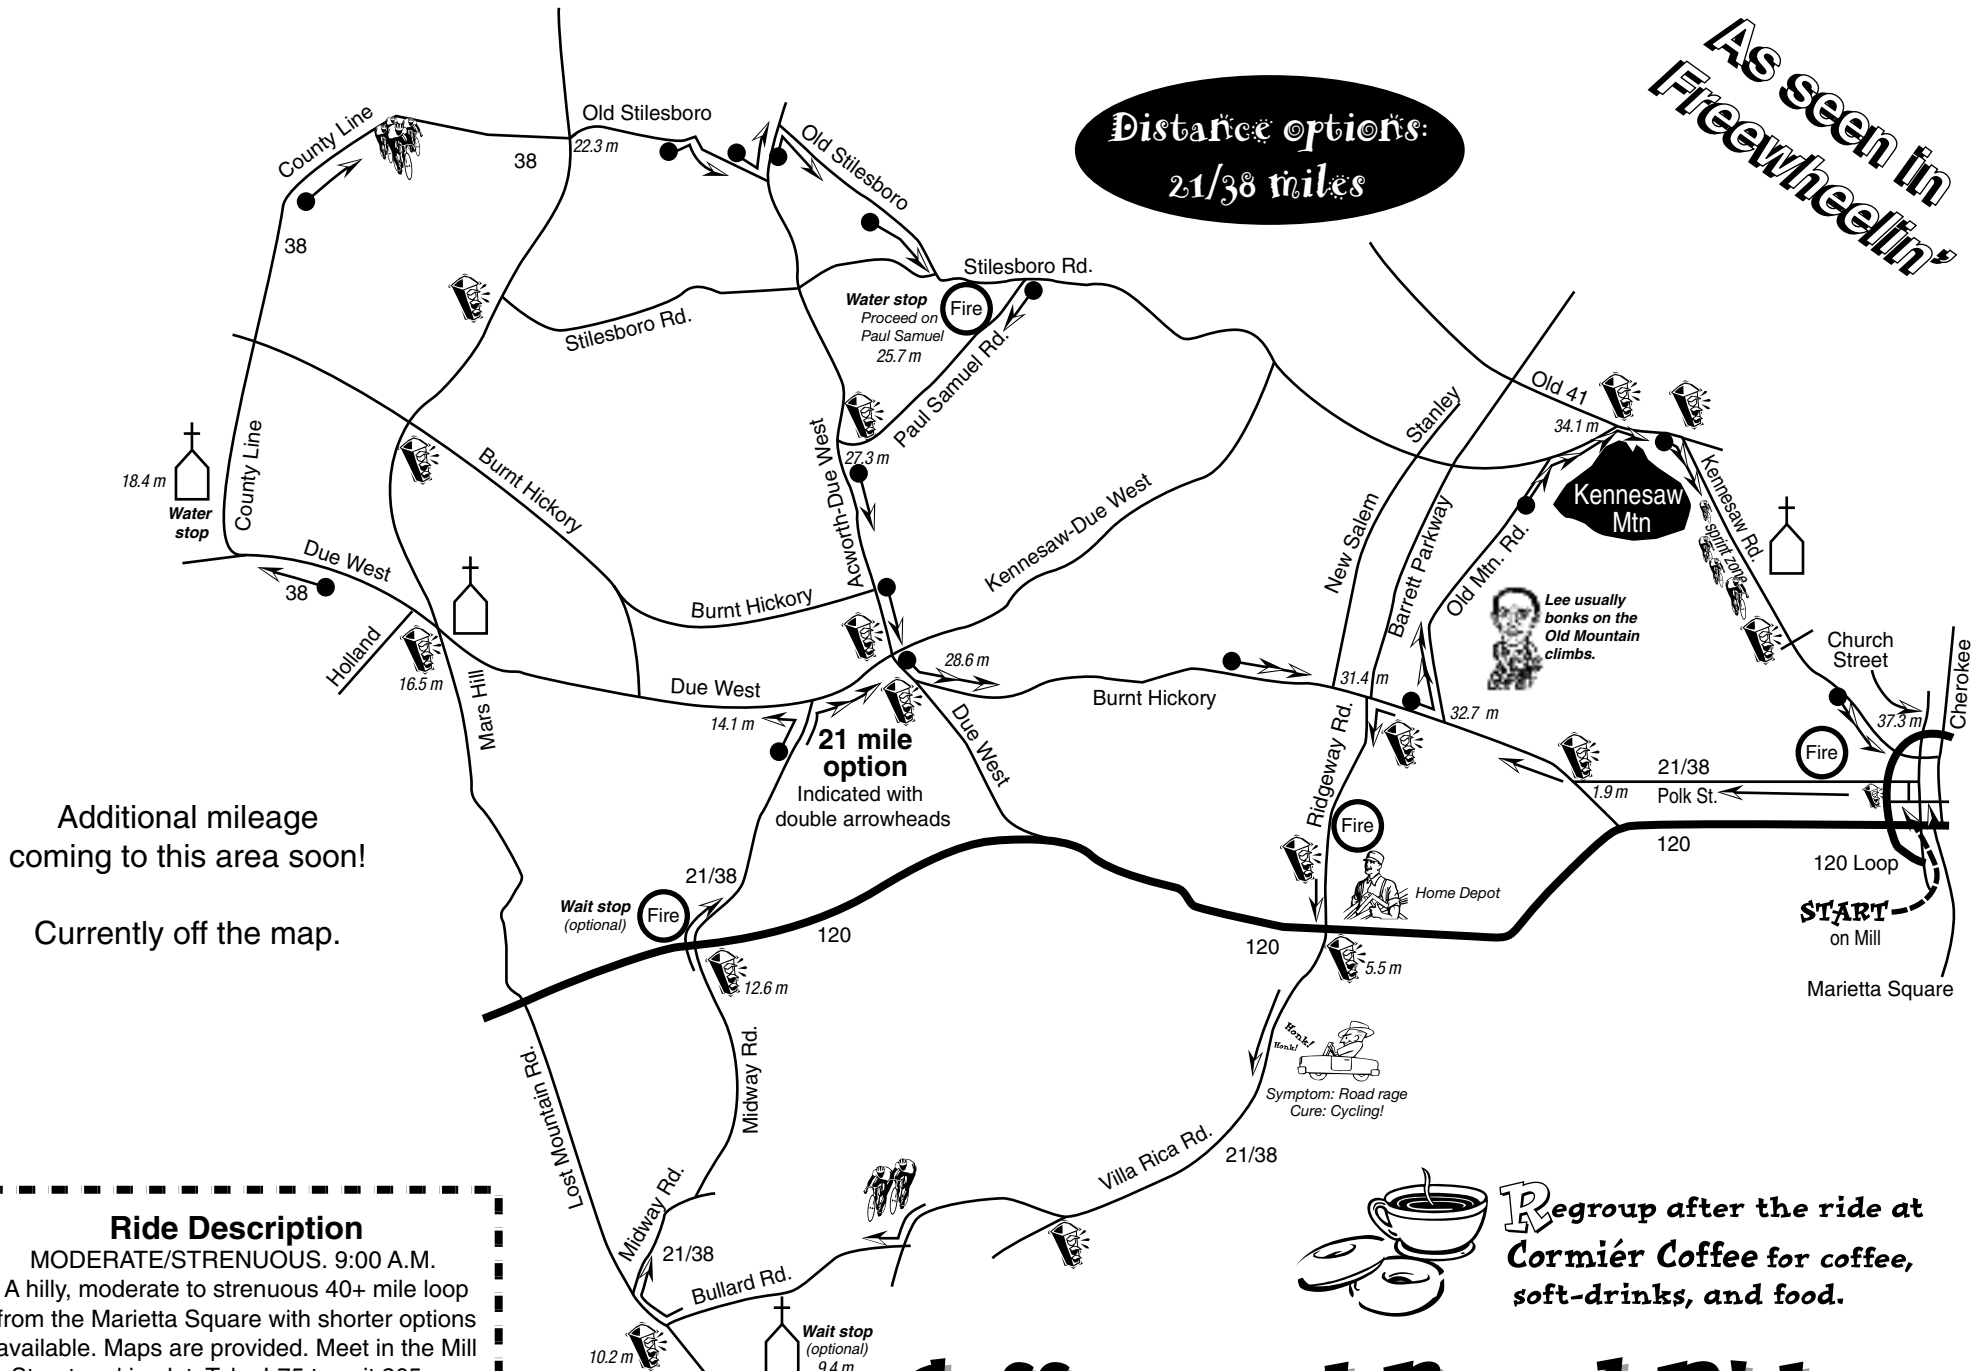 As seen in
Freewheelin'
Distance options:
21/38 miles
County Line
Old Stilesboro
22.3 m
38
Old Stilesboro
38
Stilesboro Rd.
Water stop
Proceed on
Paul Samuel
25.7 m
Fire
Stilesboro Rd.
Paul Samuel Rd.
Old 41
34.1 m
Stanley
Kennesaw
Mtn
Kennesaw Rd.
sprint zone
18.4 m
Water
stop
County Line
Burnt Hickory
Acworth-Due West
27.3 m
Kennesaw-Due West
New Salem
Barrett Parkway
Old Mtn. Rd.
Due West
38
Burnt Hickory
Lee usually
bonks on the
Old Mountain
climbs.
Holland
16.5 m
Mars Hill
Due West
14.1 m
28.6 m
Burnt Hickory
31.4 m
32.7 m
Church
Street
37.3 m
Cherokee
21 mile
option
Indicated with
double arrowheads
Due West
Ridgeway Rd.
Fire
1.9 m
21/38
Polk St.
Fire
120
120 Loop
START
on Mill
Marietta Square
Additional mileage
coming to this area soon!
Currently off the map.
21/38
Wait stop
(optional)
Fire
120
12.6 m
Home Depot
120
5.5 m
Honk!
Honk!
Symptom: Road rage
Cure: Cycling!
Lost Mountain Rd.
Midway Rd.
Villa Rica Rd.
21/38
Midway Rd.
21/38
Bullard Rd.
Wait stop
(optional)
9.4 m
10.2 m
Ride Description
MODERATE/STRENUOUS. 9:00 A.M.
A hilly, moderate to strenuous 40+ mile loop
from the Marietta Square with shorter options
available. Maps are provided. Meet in the Mill
Regroup after the ride at
Cormiér Coffee for coffee,
soft-drinks, and food.